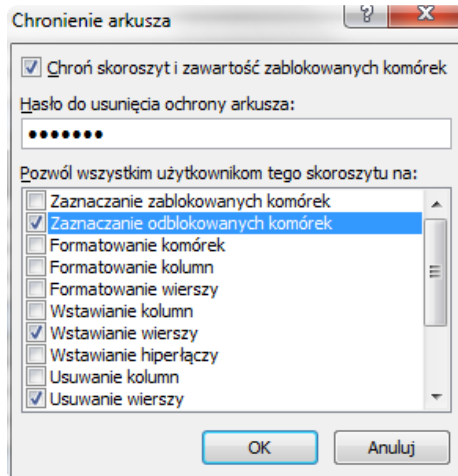 Chronienie arkusza
Chroń skoroszyt i zawartość zablokowanych komórek
Hasło do usunięcia ochrony arkusza:
•••••••
Pozwól wszystkim użytkownikom tego skoroszytu na:
Zaznaczanie zablokowanych komórek
Zaznaczanie odblokowanych komórek
Formatowanie komórek
Formatowanie kolumn
Formatowanie wierszy
Wstawianie kolumn
Wstawianie wierszy
Wstawianie hiperłączy
Usuwanie kolumn
Usuwanie wierszy
OK Anuluj